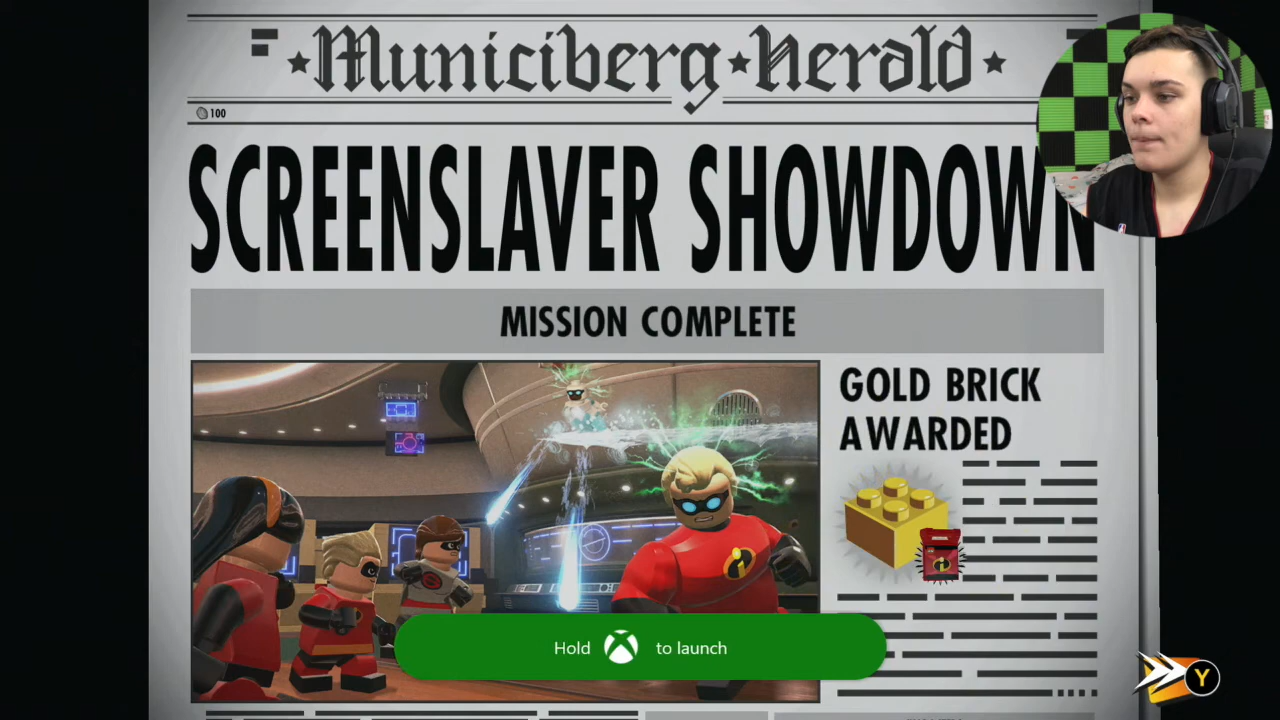 Municiberg Herald
100
SCREENSLAVER SHOWDOWN
MISSION COMPLETE
GOLD BRICK
AWARDED
Hold to launch
Y